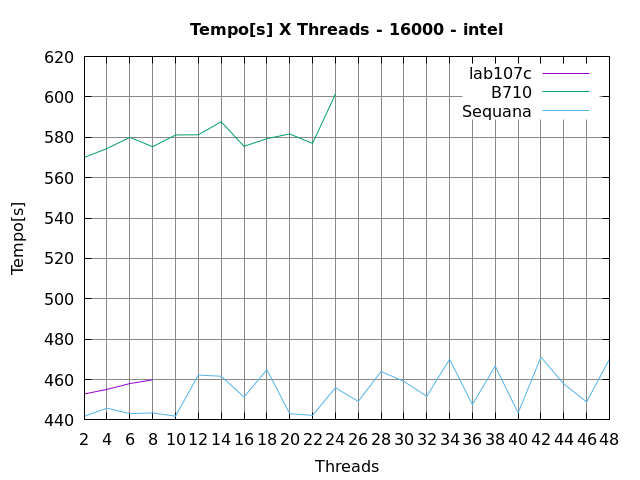 Tempo[s] X Threads - 16000 - intel
620
600
580
560
540
520
500
480
460
440
Tempo[s]
lab107c
B710
Sequana
2 4 6 8 10 12 14 16 18 20 22 24 26 28 30 32 34 36 38 40 42 44 46 48
Threads